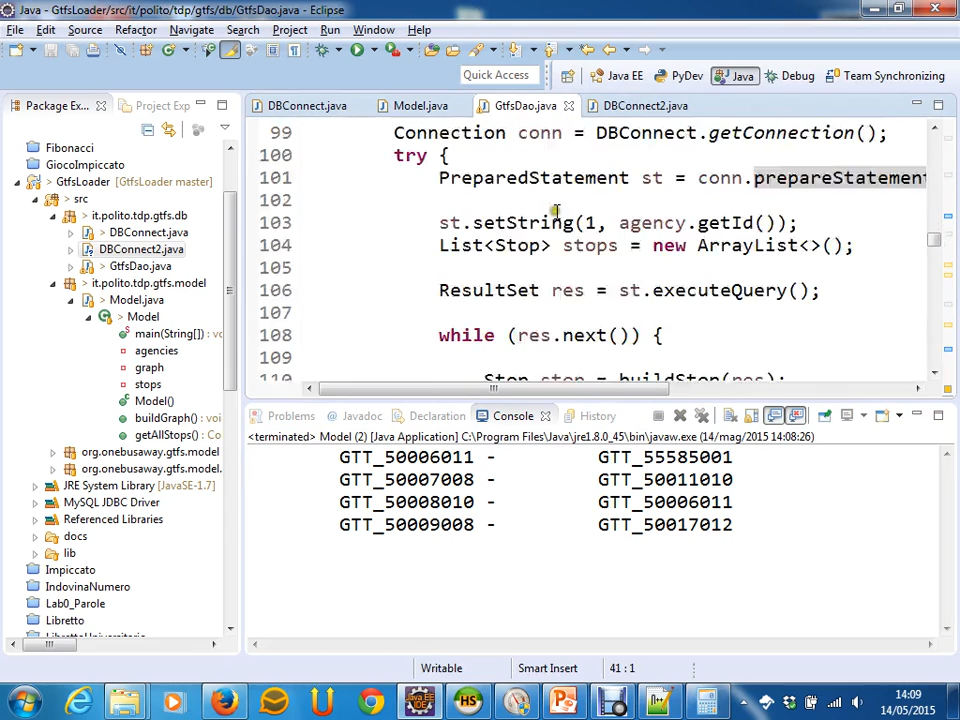 Java - GtfsLoader/src/it/polito/tdp/gtfs/db/GtfsDao.java - Eclipse
File Edit Source Refactor Navigate Search Project Run Window Help
Quick Access Java EE PyDev Java Debug Team Synchronizing
Package Ex... Project Exp
DBConnect.java Model.java GtfsDao.java DBConnect2.java
Fibonacci
GiocoImpiccato
GtfsLoader [GtfsLoader master]
src
it.polito.tdp.gtfs.db
DBConnect.java
DBConnect2.java
GtfsDao.java
it.polito.tdp.gtfs.model
Model.java
Model
main(String[]) : vo
agencies
graph
stops
Model()
buildGraph() : voi
getAllStops() : Co
org.onebusaway.gtfs.model
org.onebusaway.gtfs.model.
JRE System Library [JavaSE-1.7]
MySQL JDBC Driver
Referenced Libraries
docs
lib
Impiccato
IndovinaNumero
Lab0_Parole
Libretto
LibrettoUniversitario
99 Connection conn = DBConnect.getConnection();
100 try {
101 PreparedStatement st = conn.prepareStatement
102
103 st.setString(1, agency.getId());
104 List<Stop> stops = new ArrayList<>();
105
106 ResultSet res = st.executeQuery();
107
108 while (res.next()) {
109
110 Stop stop = buildStop(res);
Problems Javadoc Declaration Console History
<terminated> Model (2) [Java Application] C:\Program Files\Java\jre1.8.0_45\bin\javaw.exe (14/mag/2015 14:08:26)
GTT_50006011 - GTT_55585001
GTT_50007008 - GTT_50011010
GTT_50008010 - GTT_50006011
GTT_50009008 - GTT_50017012
Writable Smart Insert 41 : 1
14:09
14/05/2015